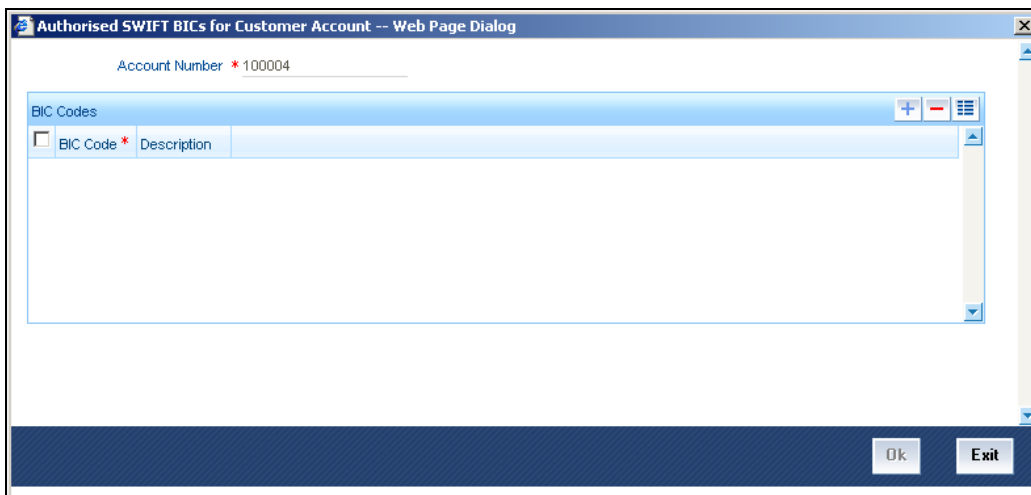 Authorised SWIFT BICs for Customer Account -- Web Page Dialog
Account Number * 100004
BIC Codes
BIC Code * Description
Ok Exit